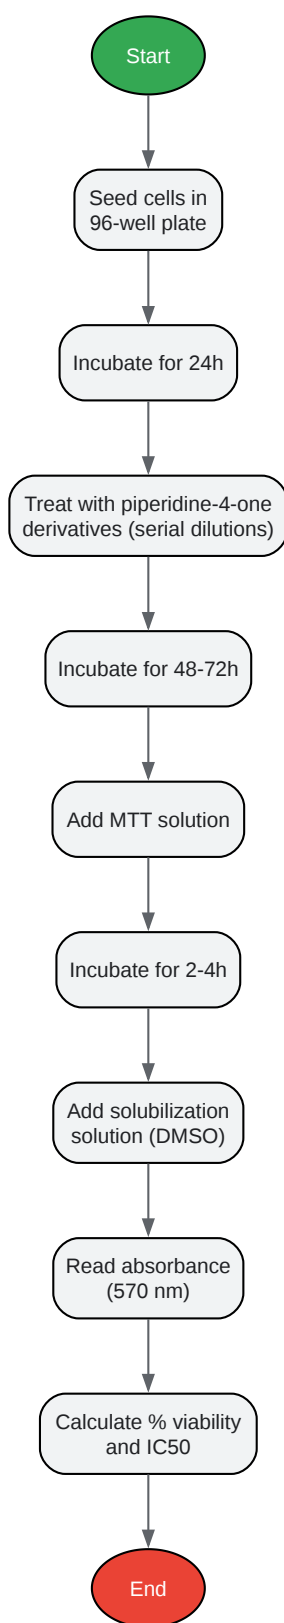 Start
Seed cells in
96-well plate
Incubate for 24h
Treat with piperidine-4-one
derivatives (serial dilutions)
Incubate for 48-72h
Add MTT solution
Incubate for 2-4h
Add solubilization
solution (DMSO)
Read absorbance
(570 nm)
Calculate % viability
and IC50
End